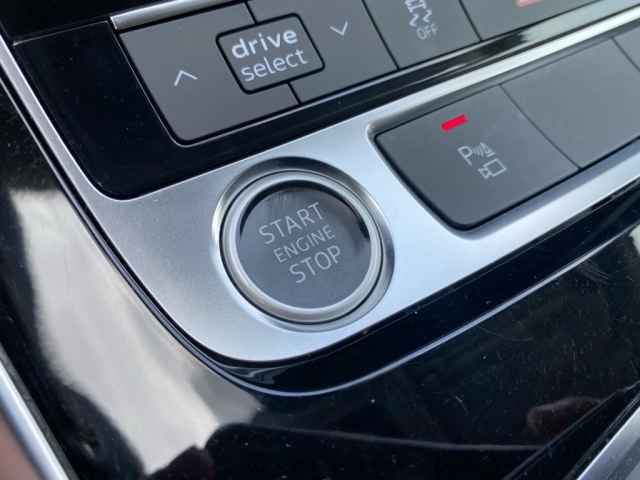 drive
select
OFF
P
START
ENGINE
STOP